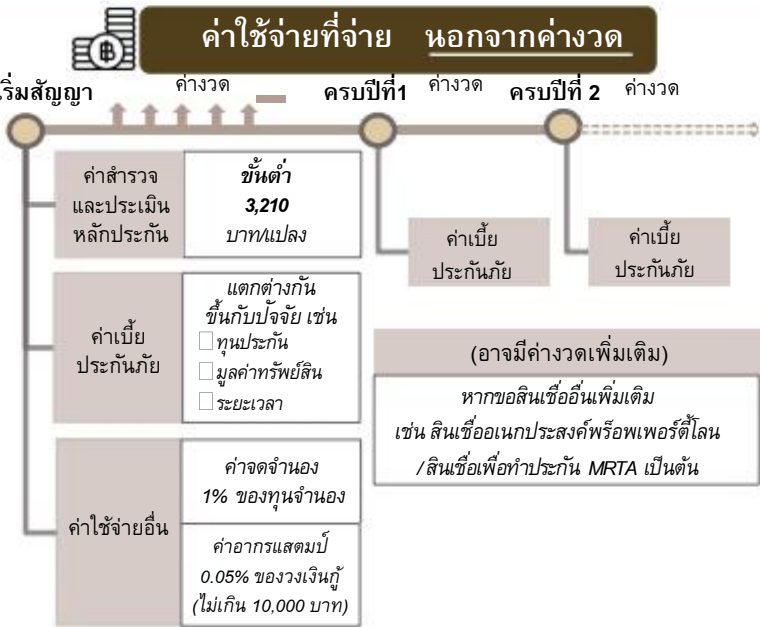 ค่าใช้จ่ายที่จ่าย นอกจากค่างวด
เริ่มสัญญา
ค่างวด
ครบปีที่1
ค่างวด
ครบปีที่ 2
ค่างวด
ค่าสำรวจ
และประเมิน
หลักประกัน
ขั้นต่ำ
3,210
บาท/แปลง
ค่าเบี้ย
ประกันภัย
แตกต่างกัน
ขึ้นกับปัจจัย เช่น
ทุนประกัน
มูลค่าทรัพย์สิน
ระยะเวลา
ค่าใช้จ่ายอื่น
ค่าจดจำนอง
1% ของทุนจำนอง
ค่าอากรแสตมป์
0.05% ของวงเงินกู้
(ไม่เกิน 10,000 บาท)
ค่าเบี้ย
ประกันภัย
ค่าเบี้ย
ประกันภัย
(อาจมีค่างวดเพิ่มเติม)
หากขอสินเชื่ออื่นเพิ่มเติม
เช่น สินเชื่ออเนกประสงค์พร็อพเพอร์ตี้โลน
/สินเชื่อเพื่อทำประกัน MRTA เป็นต้น